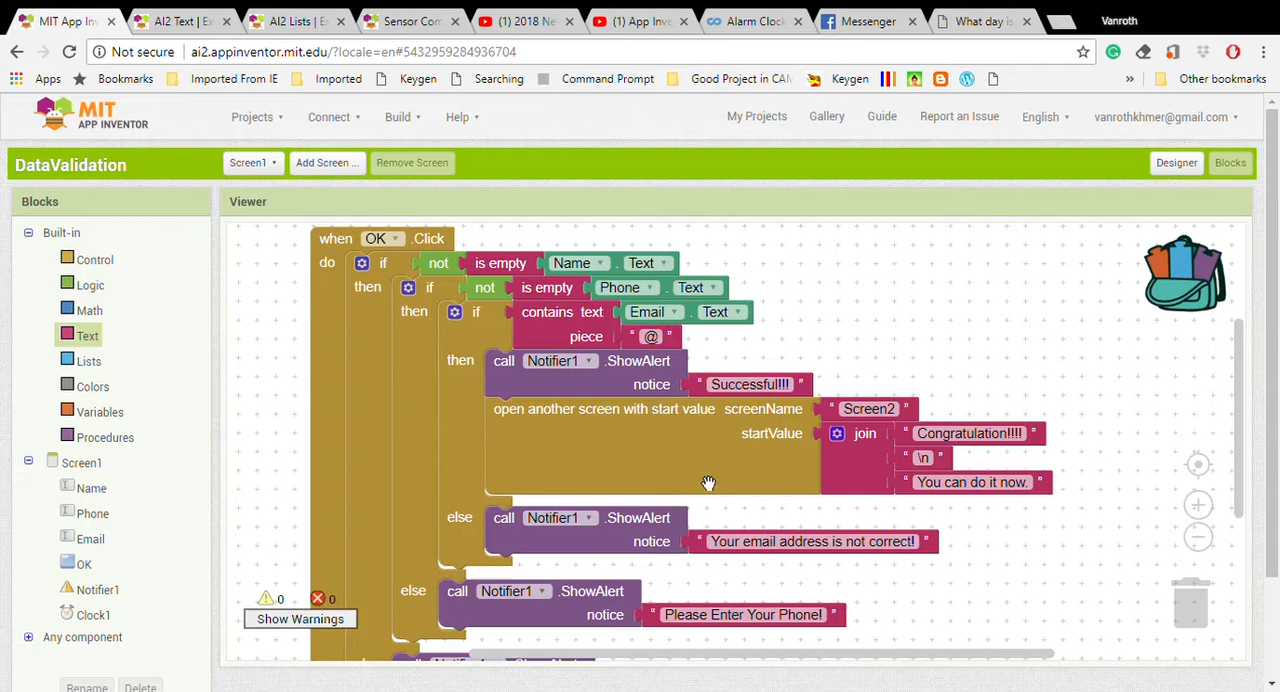 MIT App Inv
AI2 Text | Ex
AI2 Lists | Ex
Sensor Com
(1) 2018 Ne
(1) App Inve
Alarm Clock
Messenger
What day is
Vanroth
Not secure
ai2.appinventor.mit.edu/?locale=en#5432959284936704
Apps
Bookmarks
Imported From IE
Imported
Keygen
Searching
Command Prompt
Good Project in CAN
Keygen
»
Other bookmarks
MIT
APP INVENTOR
Projects
Connect
Build
Help
My Projects
Gallery
Guide
Report an Issue
English
vanrothkhmer@gmail.com
DataValidation
Screen1
Add Screen ...
Remove Screen
Designer
Blocks
Blocks
Viewer
Built-in
Control
Logic
Math
Text
Lists
Colors
Variables
Procedures
Screen1
Name
Phone
Email
OK
Notifier1
Clock1
Any component
Rename
Delete
when OK .Click
do if not is empty Name . Text
then if not is empty Phone . Text
then if contains text Email . Text
piece " @ "
then call Notifier1 .ShowAlert
notice " Successful!!! "
open another screen with start value screenName " Screen2 "
startValue join " Congratulation!!!! "
" \n "
" You can do it now. "
else call Notifier1 .ShowAlert
notice " Your email address is not correct! "
else call Notifier1 .ShowAlert
notice " Please Enter Your Phone! "
0
0
Show Warnings